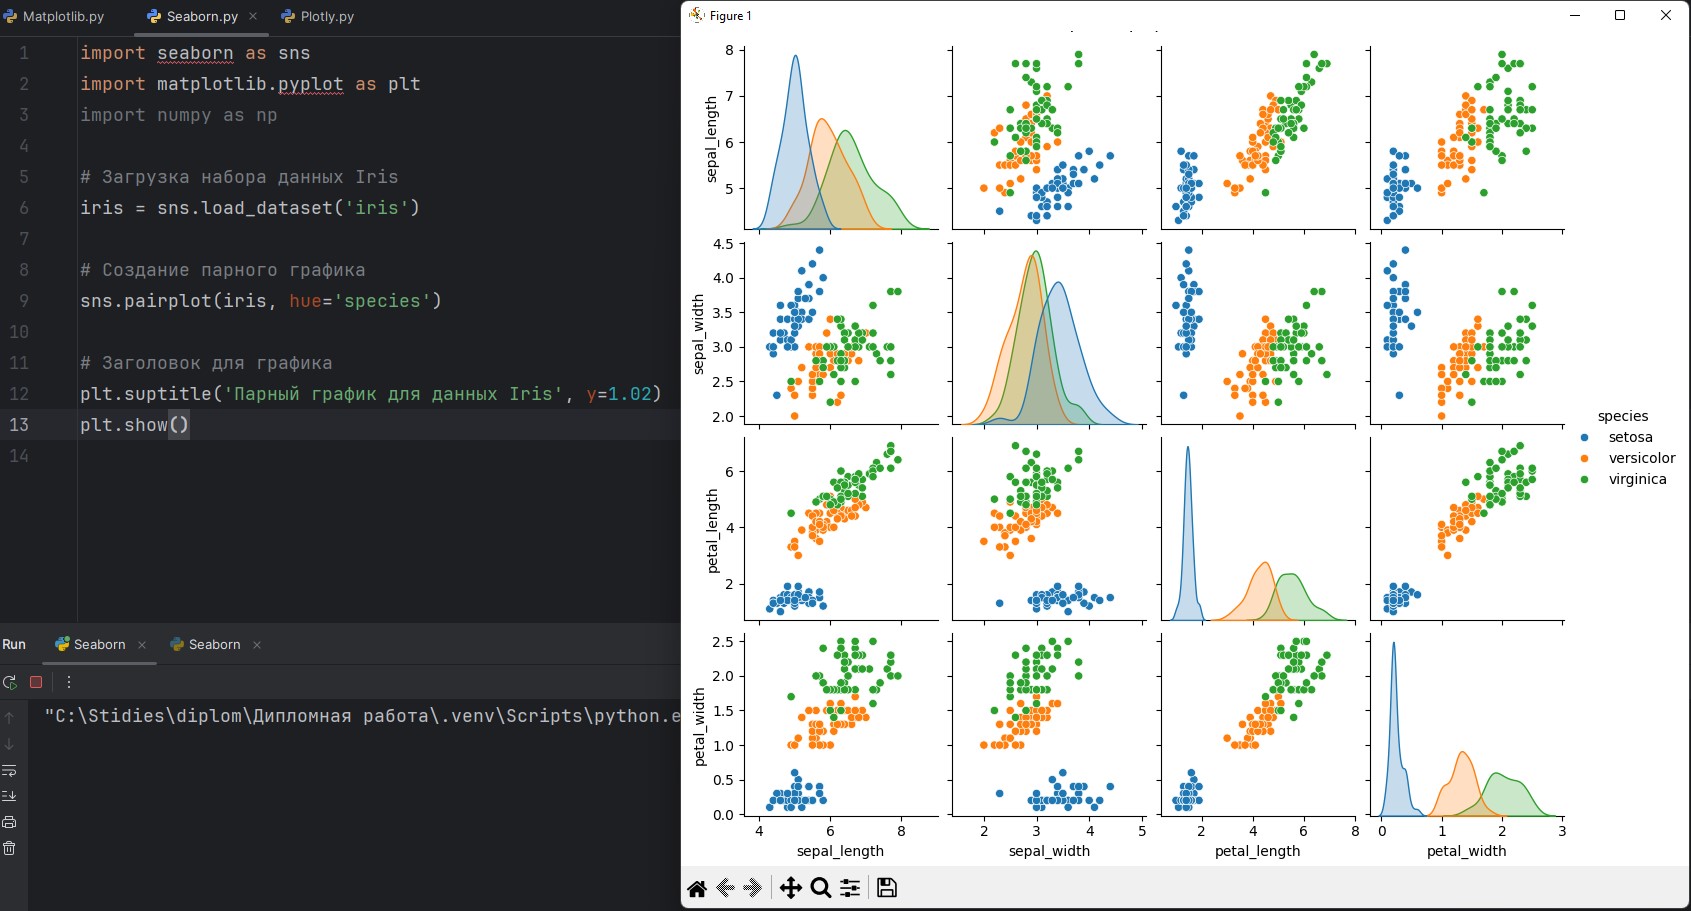 Matplotlib.py
Seaborn.py
Plotly.py
1 import seaborn as sns
2 import matplotlib.pyplot as plt
3 import numpy as np
4
5 # Загрузка набора данных Iris
6 iris = sns.load_dataset('iris')
7
8 # Создание парного графика
9 sns.pairplot(iris, hue='species')
10
11 # Заголовок для графика
12 plt.suptitle('Парный график для данных Iris', y=1.02)
13 plt.show()
14
Run
Seaborn
Seaborn
"C:\Stidies\diplom\Дипломная работа\.venv\Scripts\python.e
Figure 1
8
7
6
5
sepal_length
4.5
4.0
3.5
3.0
2.5
2.0
sepal_width
6
4
2
petal_length
2.5
2.0
1.5
1.0
0.5
0.0
petal_width
4 6 8
sepal_length
2 3 4 5
sepal_width
2 4 6 8
petal_length
0 1 2 3
petal_width
species
setosa
versicolor
virginica